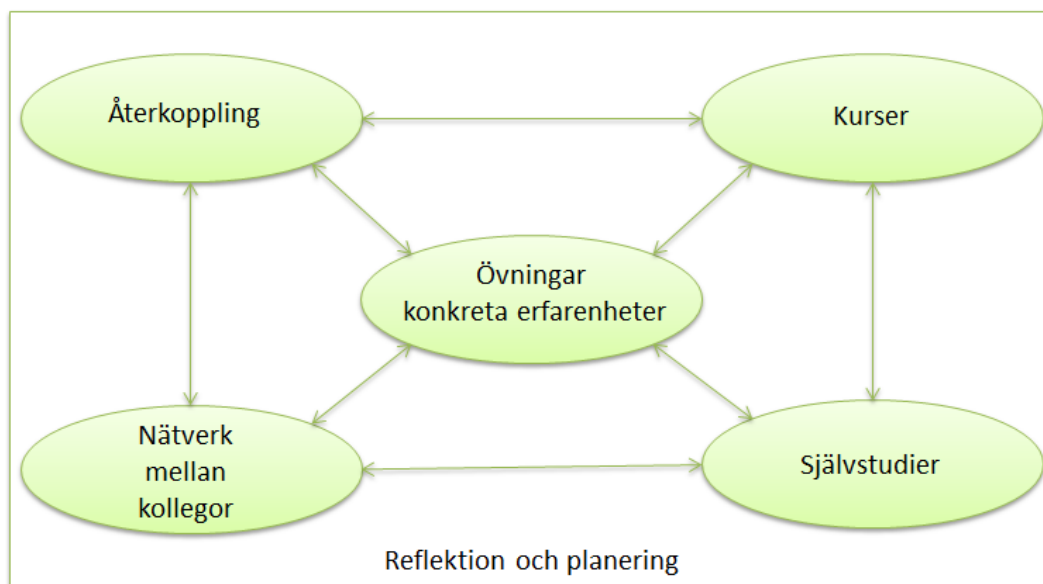 Återkoppling
Kurser
Övningar
konkreta erfarenheter
Nätverk
mellan
kollegor
Självstudier
Reflektion och planering